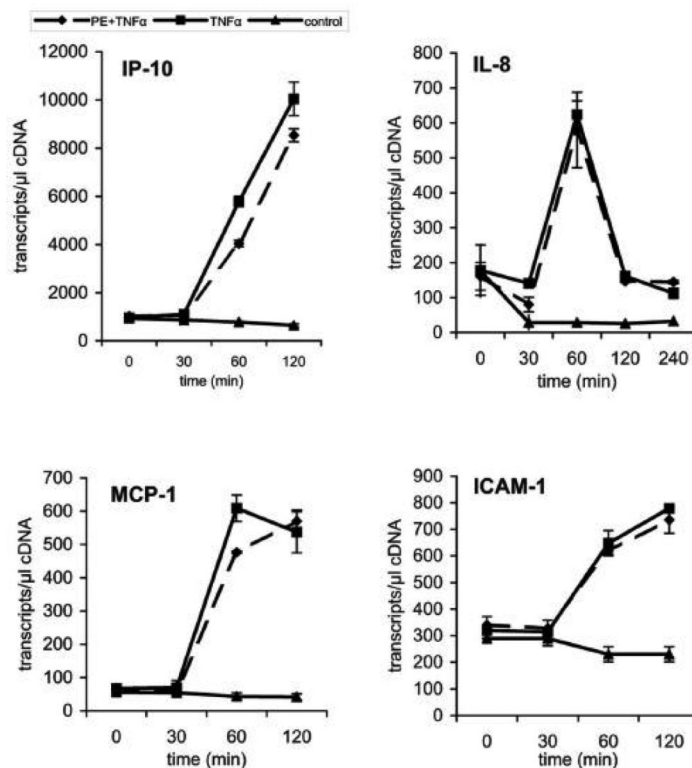 PE+TNFα TNFα control
IP-10
transcripts/µl cDNA
12000
10000
8000
6000
4000
2000
0
0 30 60 120
time (min)
IL-8
transcripts/µl cDNA
800
700
600
500
400
300
200
100
0
0 30 60 120 240
time (min)
MCP-1
transcripts/µl cDNA
700
600
500
400
300
200
100
0
0 30 60 120
time (min)
ICAM-1
transcripts/µl cDNA
900
800
700
600
500
400
300
200
100
0
0 30 60 120
time (min)